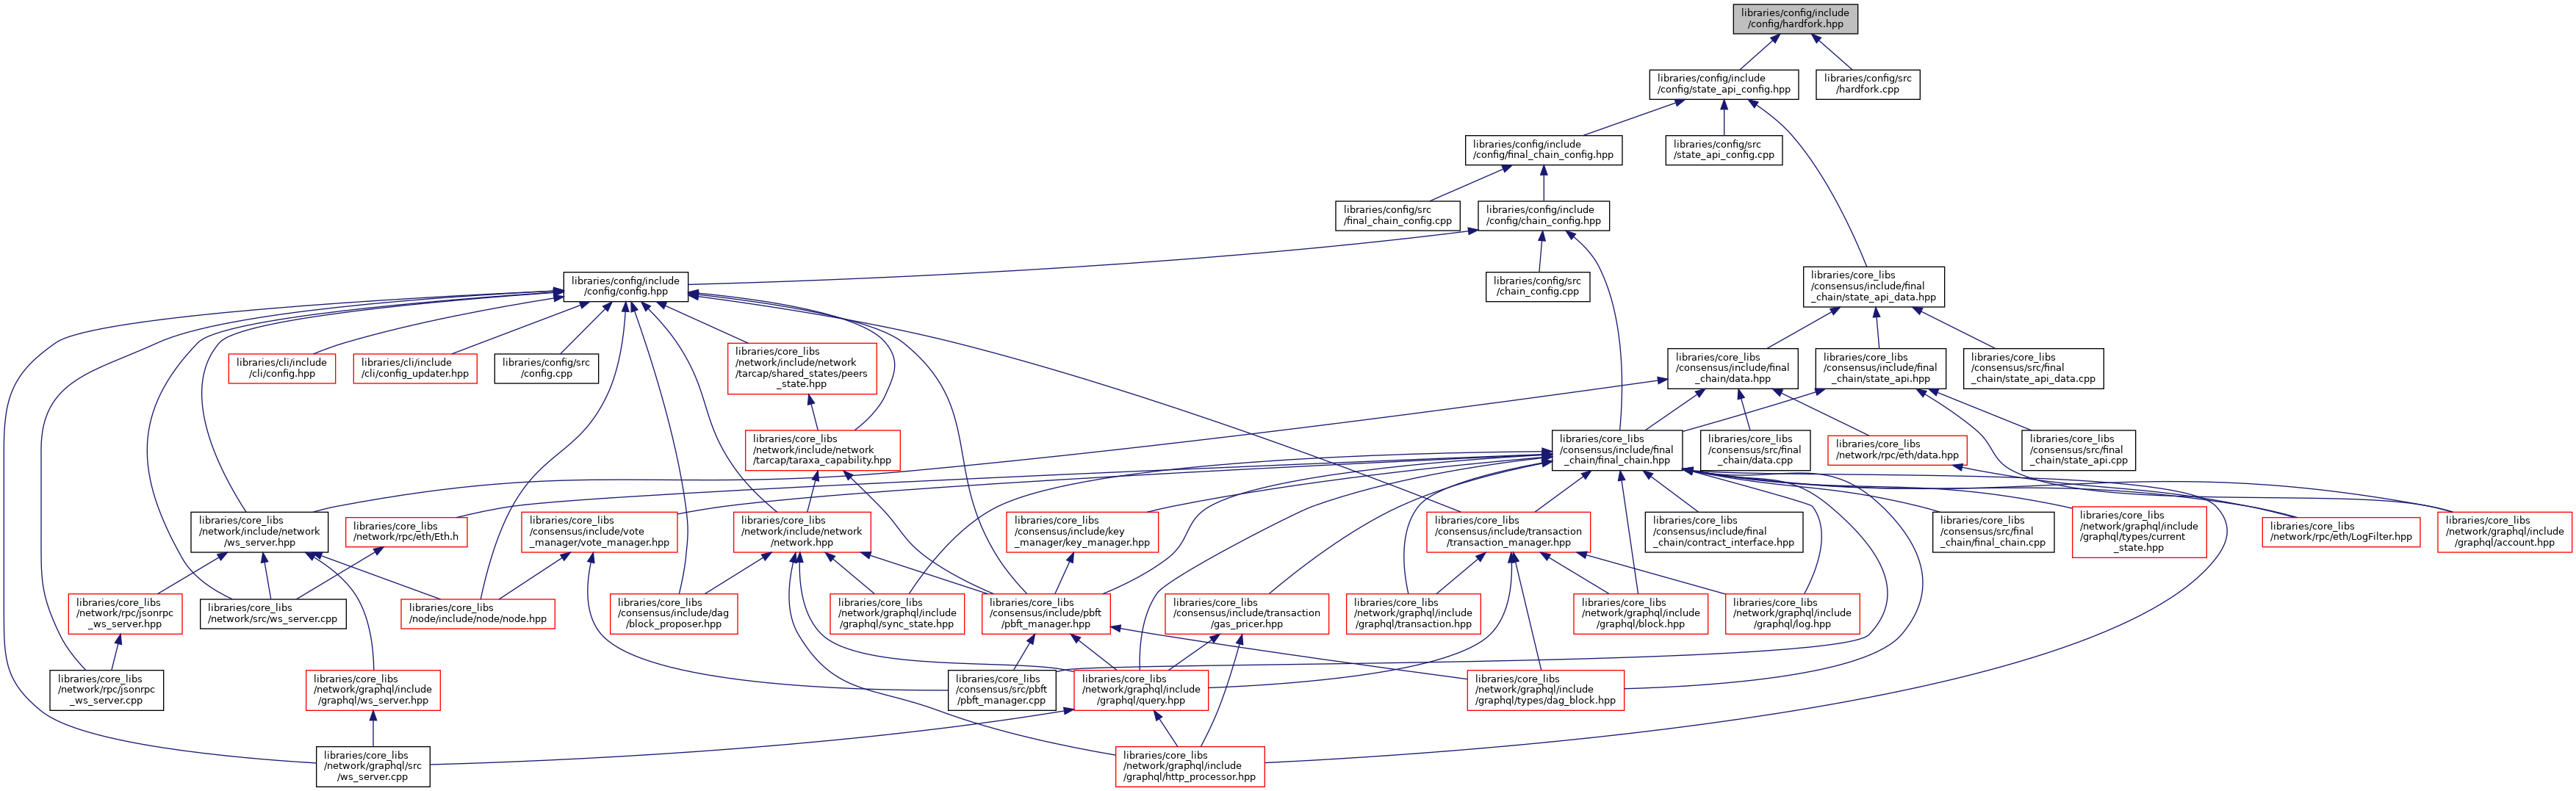 libraries/config/include
/config/hardfork.hpp
libraries/config/include
/config/state_api_config.hpp
libraries/config/src
/hardfork.cpp
libraries/config/include
/config/final_chain_config.hpp
libraries/config/src
/state_api_config.cpp
libraries/config/src
/final_chain_config.cpp
libraries/config/include
/config/chain_config.hpp
libraries/config/include
/config/config.hpp
libraries/config/src
/chain_config.cpp
libraries/core_libs
/consensus/include/final
_chain/state_api_data.hpp
libraries/cli/include
/cli/config.hpp
libraries/cli/include
/cli/config_updater.hpp
libraries/config/src
/config.cpp
libraries/core_libs
/network/include/network
/tarcap/shared_states/peers
_state.hpp
libraries/core_libs
/consensus/include/final
_chain/data.hpp
libraries/core_libs
/consensus/include/final
_chain/state_api.hpp
libraries/core_libs
/consensus/src/final
_chain/state_api_data.cpp
libraries/core_libs
/network/include/network
/tarcap/taraxa_capability.hpp
libraries/core_libs
/consensus/include/final
_chain/final_chain.hpp
libraries/core_libs
/consensus/src/final
_chain/data.cpp
libraries/core_libs
/network/rpc/eth/data.hpp
libraries/core_libs
/consensus/src/final
_chain/state_api.cpp
libraries/core_libs
/network/include/network
/ws_server.hpp
libraries/core_libs
/network/rpc/eth/Eth.h
libraries/core_libs
/consensus/include/vote
_manager/vote_manager.hpp
libraries/core_libs
/network/include/network
/network.hpp
libraries/core_libs
/consensus/include/key
_manager/key_manager.hpp
libraries/core_libs
/consensus/include/transaction
/transaction_manager.hpp
libraries/core_libs
/consensus/include/final
_chain/contract_interface.hpp
libraries/core_libs
/consensus/src/final
_chain/final_chain.cpp
libraries/core_libs
/network/graphql/include
/graphql/types/current
_state.hpp
libraries/core_libs
/network/rpc/eth/LogFilter.hpp
libraries/core_libs
/network/graphql/include
/graphql/account.hpp
libraries/core_libs
/network/rpc/jsonrpc
_ws_server.hpp
libraries/core_libs
/network/src/ws_server.cpp
libraries/core_libs
/node/include/node/node.hpp
libraries/core_libs
/consensus/include/dag
/block_proposer.hpp
libraries/core_libs
/network/graphql/include
/graphql/sync_state.hpp
libraries/core_libs
/consensus/include/pbft
/pbft_manager.hpp
libraries/core_libs
/consensus/include/transaction
/gas_pricer.hpp
libraries/core_libs
/network/graphql/include
/graphql/transaction.hpp
libraries/core_libs
/network/graphql/include
/graphql/block.hpp
libraries/core_libs
/network/graphql/include
/graphql/log.hpp
libraries/core_libs
/network/rpc/jsonrpc
_ws_server.cpp
libraries/core_libs
/network/graphql/include
/graphql/ws_server.hpp
libraries/core_libs
/consensus/src/pbft
/pbft_manager.cpp
libraries/core_libs
/network/graphql/include
/graphql/query.hpp
libraries/core_libs
/network/graphql/include
/graphql/types/dag_block.hpp
libraries/core_libs
/network/graphql/src
/ws_server.cpp
libraries/core_libs
/network/graphql/include
/graphql/http_processor.hpp